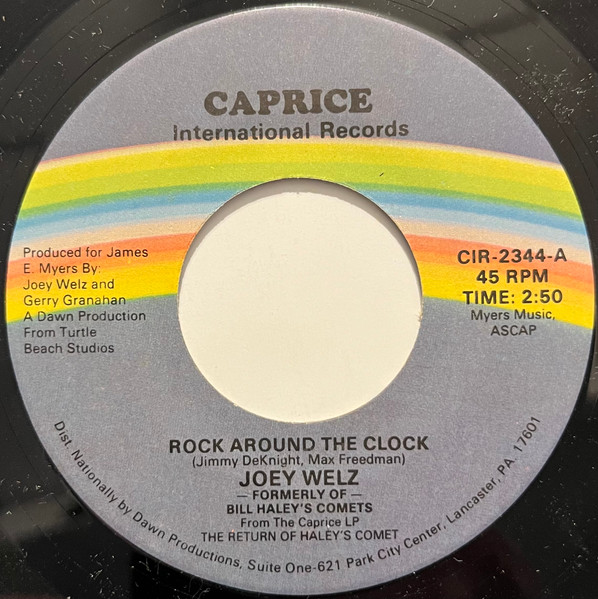 CAPRICE
International Records
Produced for James
E. Myers By:
Joey Welz and
Gerry Granahan
A Dawn Production
From Turtle
Beach Studios
CIR-2344-A
45 RPM
TIME: 2:50
Myers Music,
ASCAP
ROCK AROUND THE CLOCK
(Jimmy DeKnight, Max Freedman)
JOEY WELZ
— FORMERLY OF —
BILL HALEY'S COMETS
From The Caprice LP
THE RETURN OF HALEY'S COMET
Dist. Nationally by Dawn Productions, Suite One-621 Park City Center, Lancaster, PA. 17601